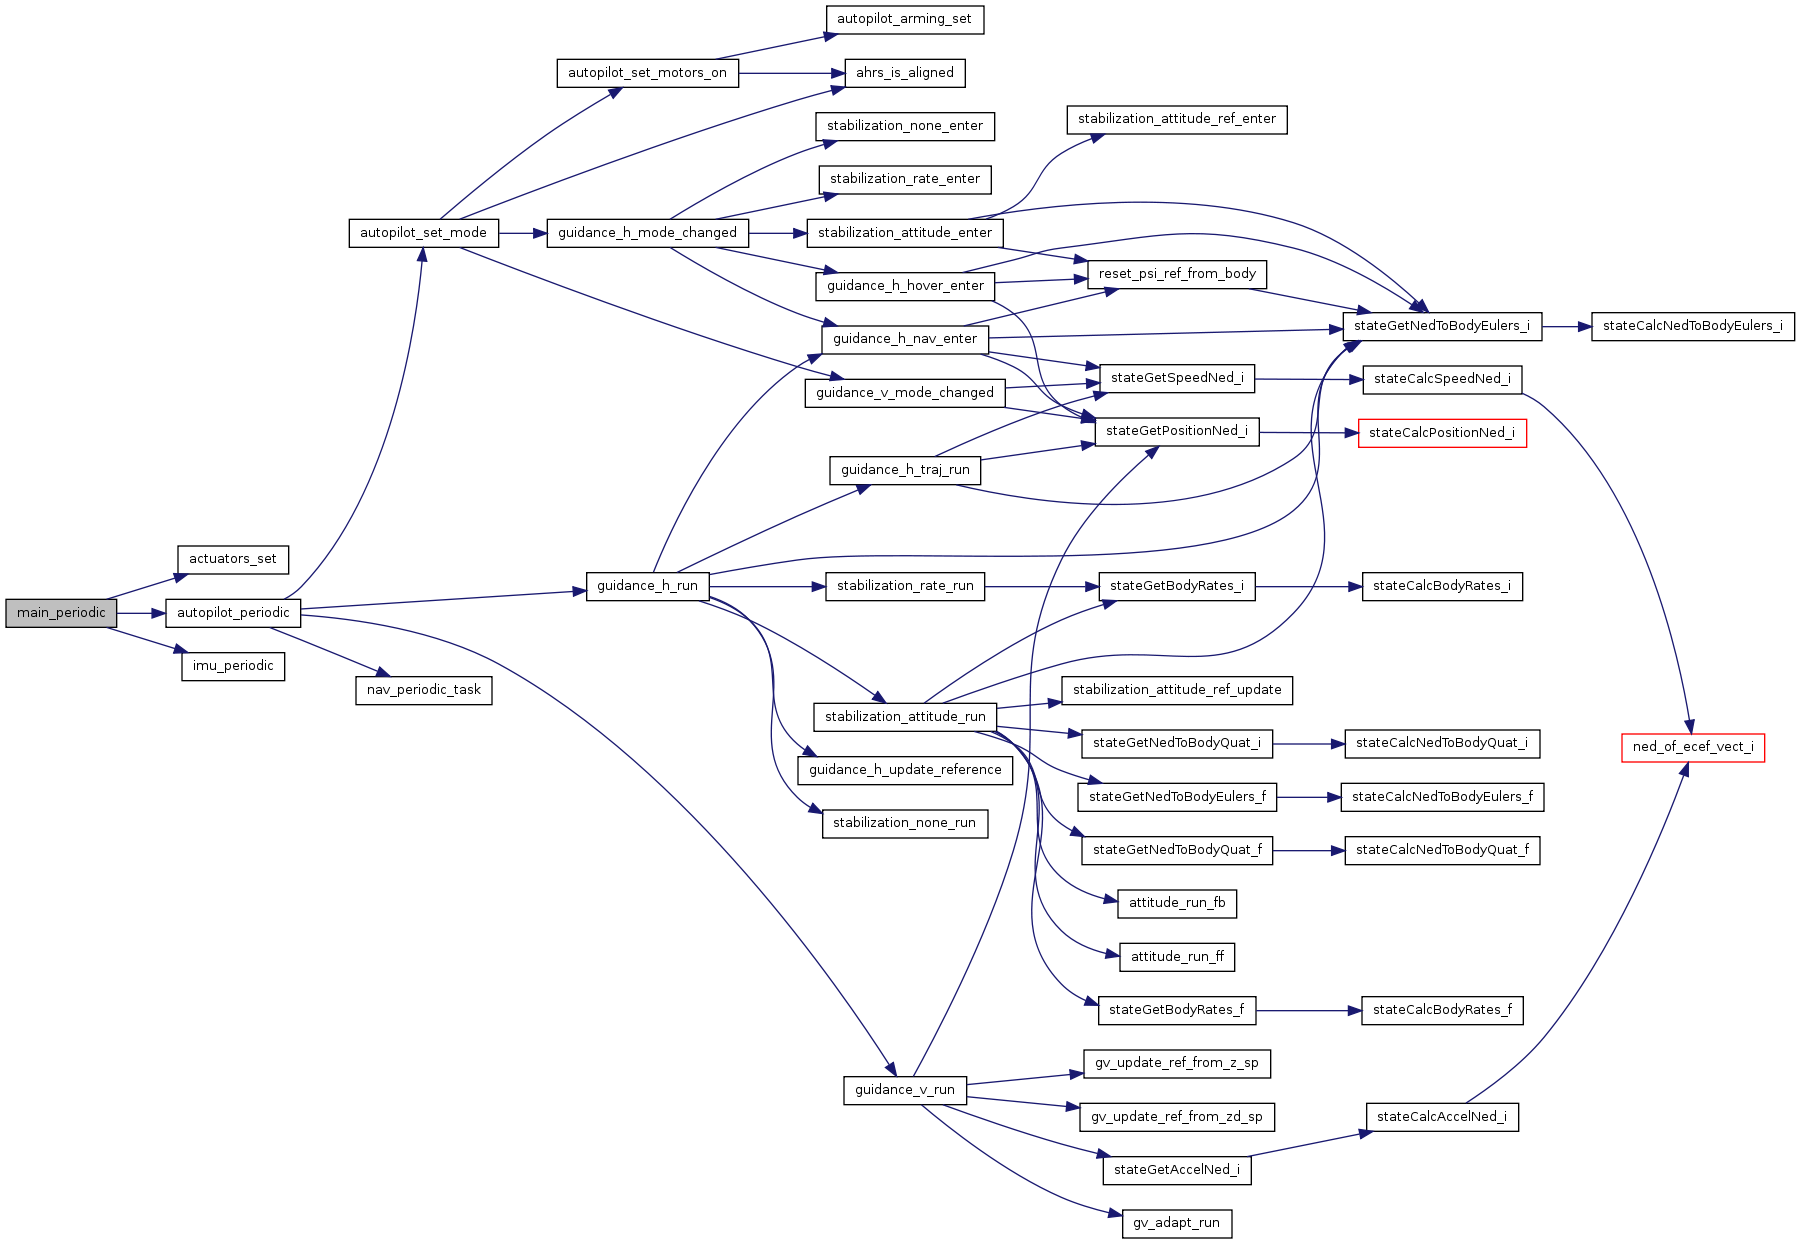 main_periodic
actuators_set
autopilot_periodic
imu_periodic
autopilot_set_mode
nav_periodic_task
autopilot_set_motors_on
guidance_h_mode_changed
guidance_h_run
autopilot_arming_set
ahrs_is_aligned
stabilization_none_enter
stabilization_rate_enter
stabilization_attitude_enter
guidance_h_hover_enter
guidance_h_nav_enter
guidance_v_mode_changed
guidance_h_traj_run
stabilization_rate_run
stabilization_attitude_run
guidance_h_update_reference
stabilization_none_run
guidance_v_run
stabilization_attitude_ref_enter
reset_psi_ref_from_body
stateGetSpeedNed_i
stateGetPositionNed_i
stateGetBodyRates_i
stabilization_attitude_ref_update
stateGetNedToBodyQuat_i
stateGetNedToBodyEulers_f
stateGetNedToBodyQuat_f
attitude_run_fb
attitude_run_ff
stateGetBodyRates_f
gv_update_ref_from_z_sp
gv_update_ref_from_zd_sp
stateGetAccelNed_i
gv_adapt_run
stateGetNedToBodyEulers_i
stateCalcSpeedNed_i
stateCalcPositionNed_i
stateCalcBodyRates_i
stateCalcNedToBodyQuat_i
stateCalcNedToBodyEulers_f
stateCalcNedToBodyQuat_f
stateCalcBodyRates_f
stateCalcAccelNed_i
stateCalcNedToBodyEulers_i
ned_of_ecef_vect_i